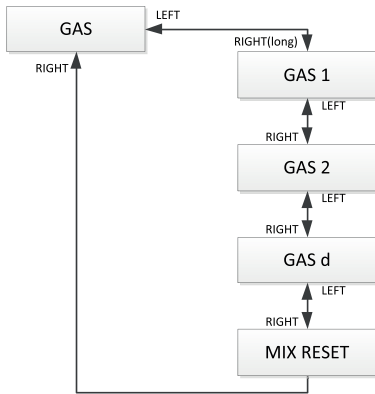 GAS
LEFT
RIGHT(long)
RIGHT
GAS 1
LEFT
RIGHT
GAS 2
LEFT
RIGHT
GAS d
LEFT
RIGHT
MIX RESET